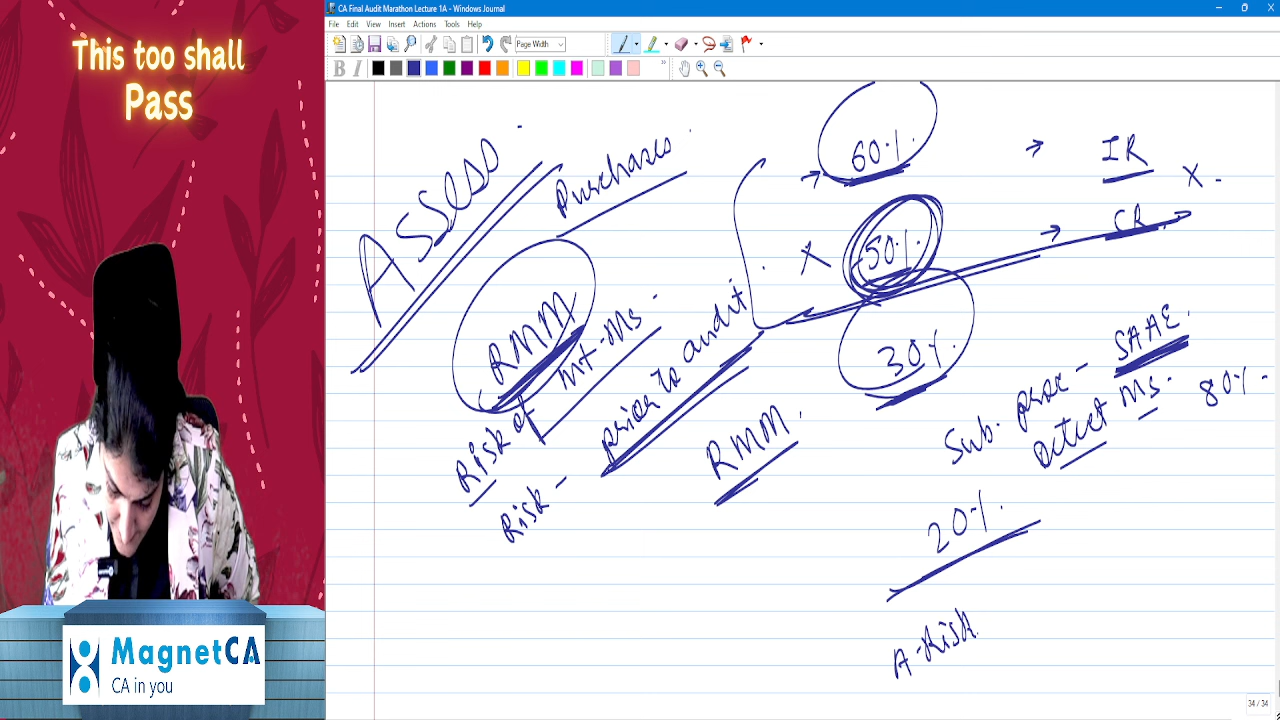 This too shall
Pass
MagnetCA
CA in you
CA Final Audit Marathon Lecture 1A - Windows Journal
File Edit View Insert Actions Tools Help
Page Width
B I
Assess
Purchases
60%.
→ IR
X
X 50%.
→ CR
RMM
Risk of Mt. Ms.
Risk - prior to audit
30%.
RMM.
Sub. proc - SAAE.
Detect Ms. 80%.
20%.
A-Risk.
34 / 34